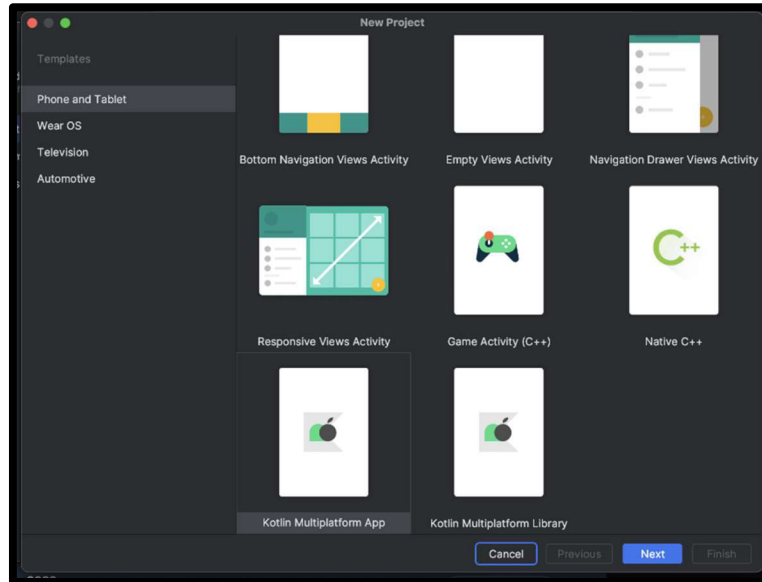 New Project
Templates
Phone and Tablet
Wear OS
Television
Automotive
Bottom Navigation Views Activity
Empty Views Activity
Navigation Drawer Views Activity
Responsive Views Activity
Game Activity (C++)
C++
Native C++
Kotlin Multiplatform App
Kotlin Multiplatform Library
Cancel
Previous
Next
Finish